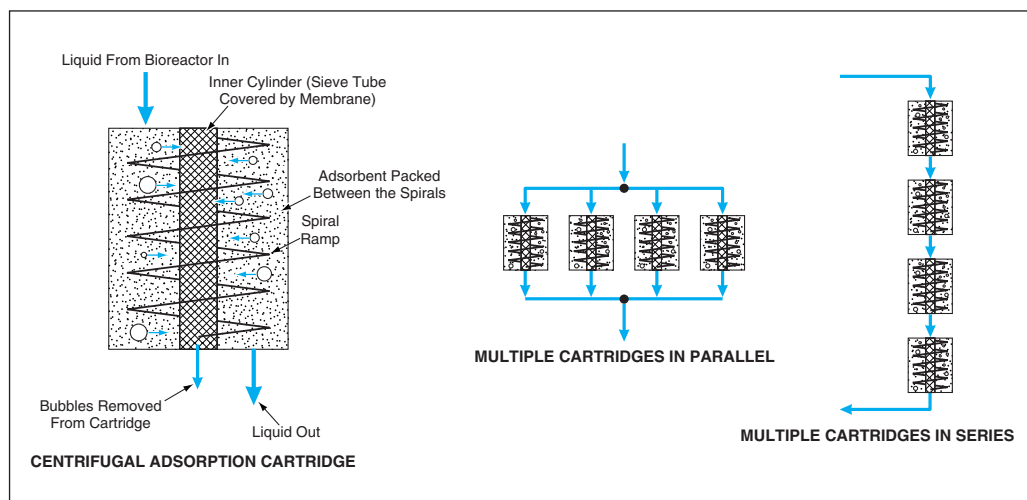 Liquid From Bioreactor In
Inner Cylinder (Sieve Tube
Covered by Membrane)
Adsorbent Packed
Between the Spirals
Spiral
Ramp
Bubbles Removed
From Cartridge
Liquid Out
CENTRIFUGAL ADSORPTION CARTRIDGE
MULTIPLE CARTRIDGES IN PARALLEL
MULTIPLE CARTRIDGES IN SERIES